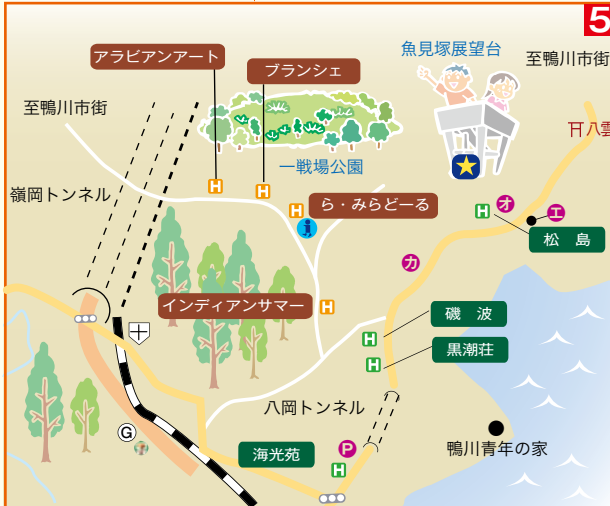 5
アラビアンアート
ブランシェ
魚見塚展望台
至鴨川市街
至鴨川市街
八雲
一戦場公園
嶺岡トンネル
H
H
H
ら・みらどーる
i
H
オ
エ
松 島
カ
インディアンサマー
H
磯 波
H
黒潮荘
H
八岡トンネル
G
P
鴨川青年の家
海光苑
H